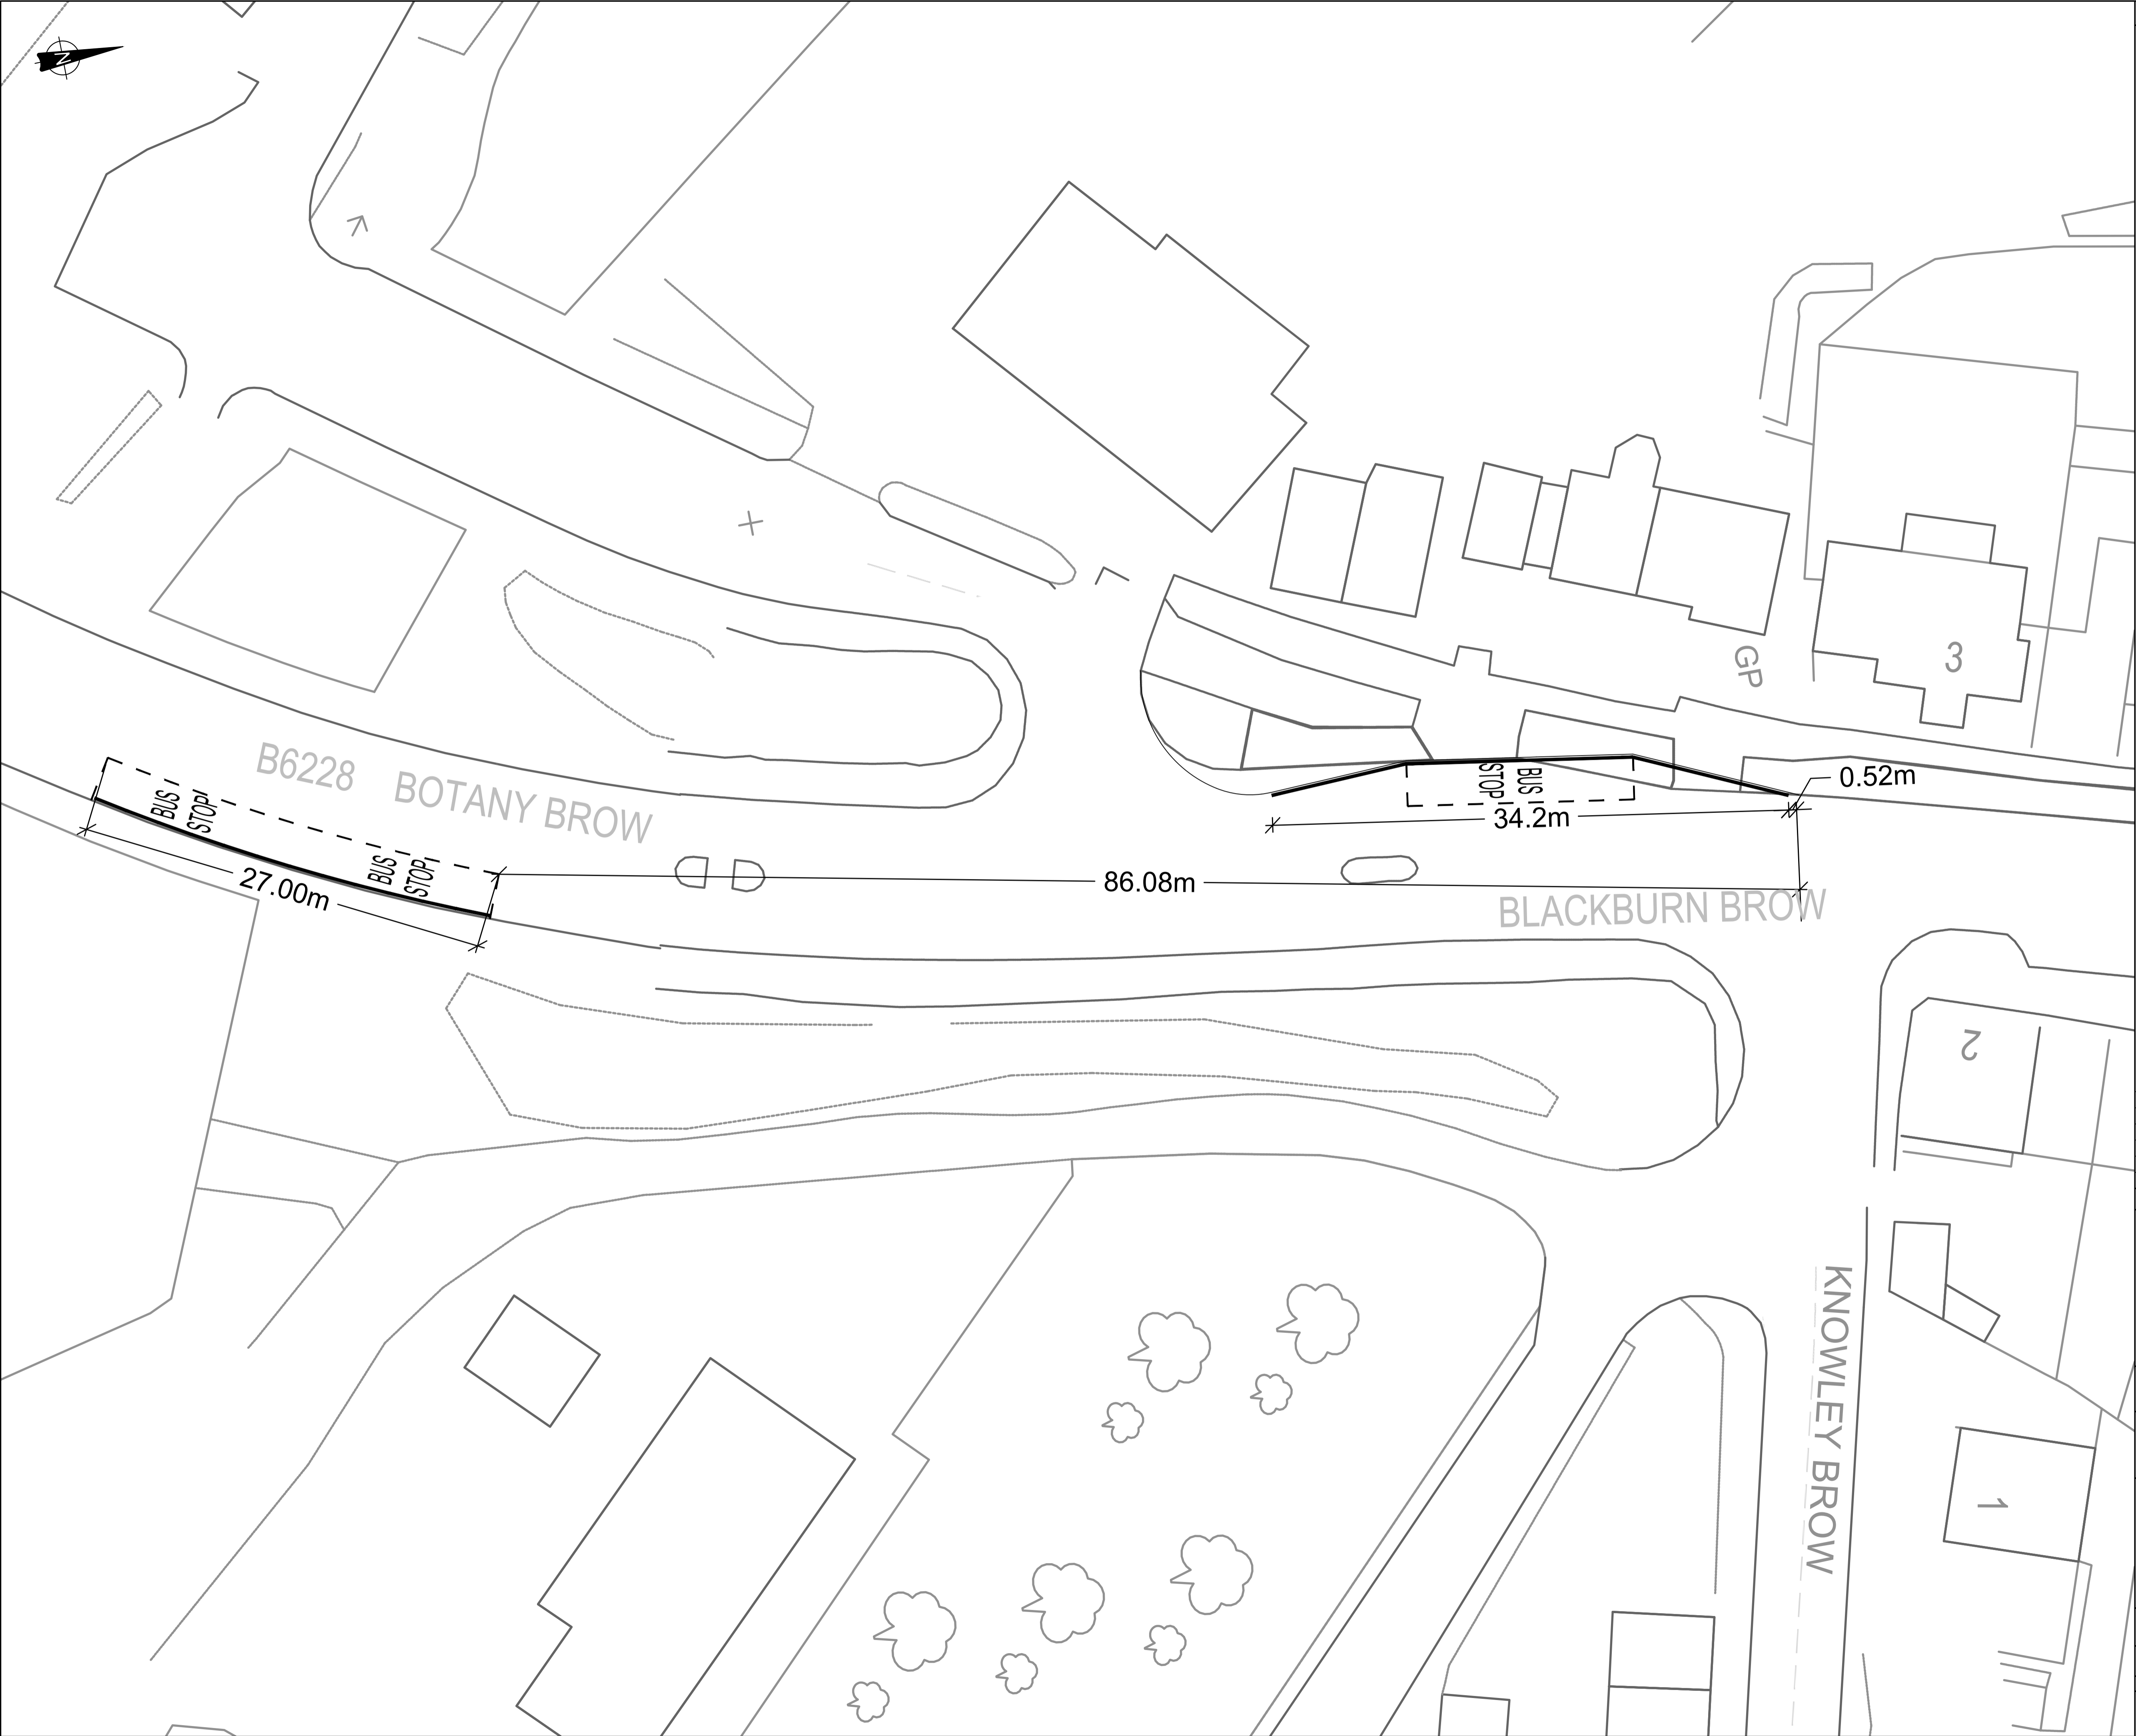 N
GP
3
B6228 BOTANY BROW
BUS
STOP
BUS
STOP
27.00m
BUS
STOP
34.2m
0.52m
86.08m
BLACKBURN BROW
2
KNOWLEY BROW
1